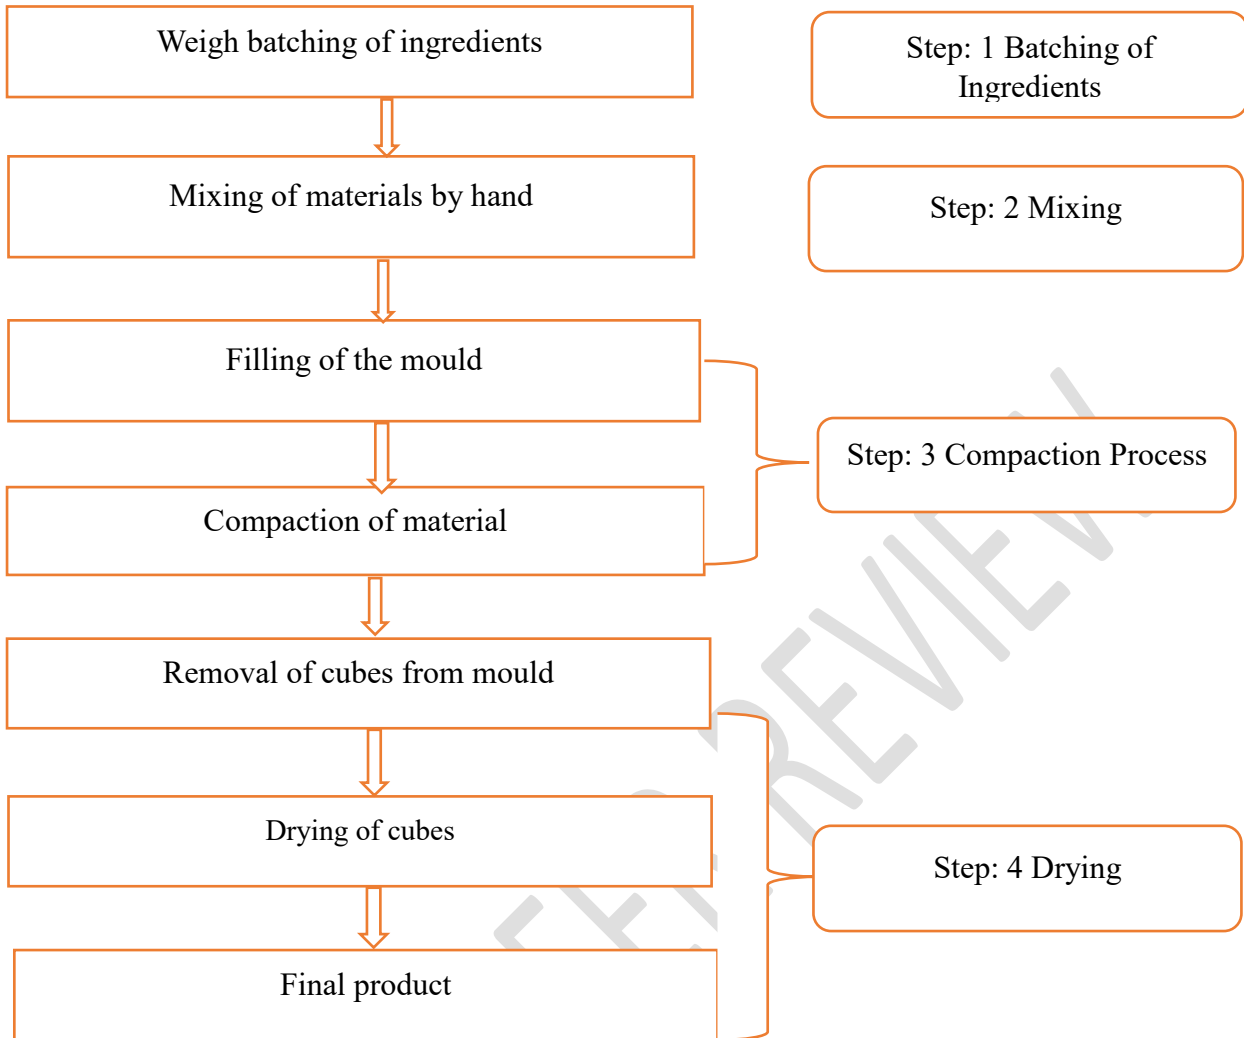 Weigh batching of ingredients
Step: 1 Batching of
Ingredients
Mixing of materials by hand
Step: 2 Mixing
Filling of the mould
Step: 3 Compaction Process
Compaction of material
Removal of cubes from mould
Drying of cubes
Step: 4 Drying
Final product
REVIEW